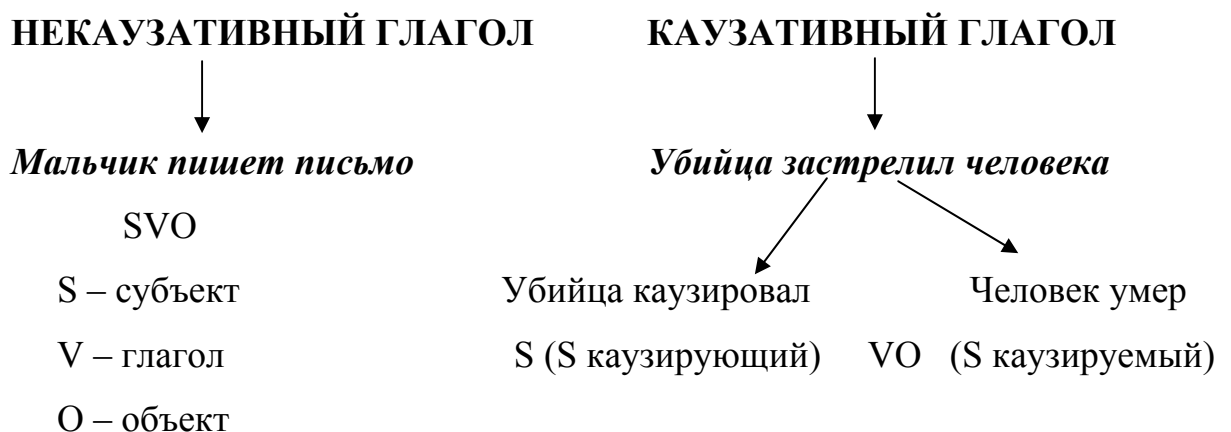 НЕКАУЗАТИВНЫЙ ГЛАГОЛ КАУЗАТИВНЫЙ ГЛАГОЛ
Мальчик пишет письмо Убийца застрелил человека
SVO
S – субъект Убийца каузировал Человек умер
V – глагол S (S каузирующий) VO (S каузируемый)
O – объект